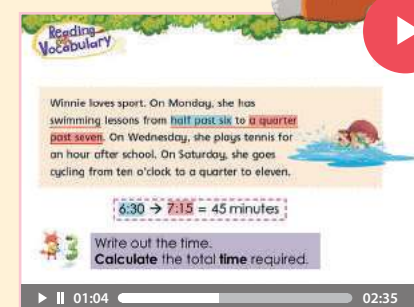 Reading
Vocabulary
Winnie loves sport. On Monday, she has
swimming lessons from half past six to a quarter
past seven. On Wednesday, she plays tennis for
an hour after school. On Saturday, she goes
cycling from ten o'clock to a quarter to eleven.
6:30 → 7:15 = 45 minutes
3
Write out the time.
Calculate the total time required.
01:04 02:35